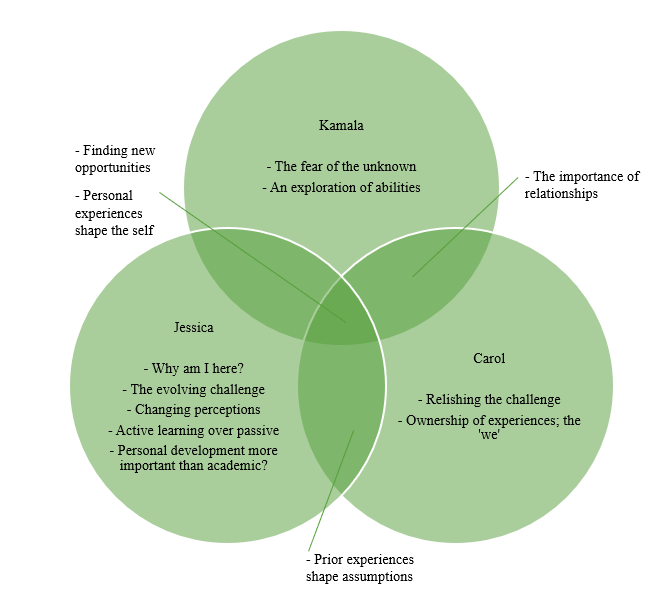 Kamala
- The fear of the unknown
- An exploration of abilities
- Finding new
opportunities
- Personal
experiences
shape the self
- The importance of
relationships
Jessica
- Why am I here?
- The evolving challenge
- Changing perceptions
- Active learning over passive
- Personal development more
important than academic?
Carol
- Relishing the challenge
- Ownership of experiences; the
'we'
- Prior experiences
shape assumptions